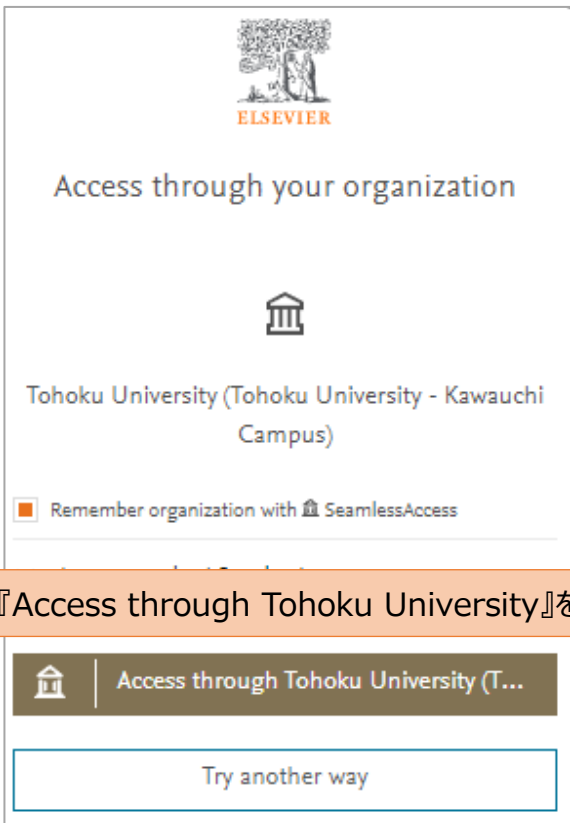 ELSEVIER
Access through your organization
Tohoku University (Tohoku University - Kawauchi
Campus)
Remember organization with SeamlessAccess
『Access through Tohoku University』を
Access through Tohoku University (T...
Try another way